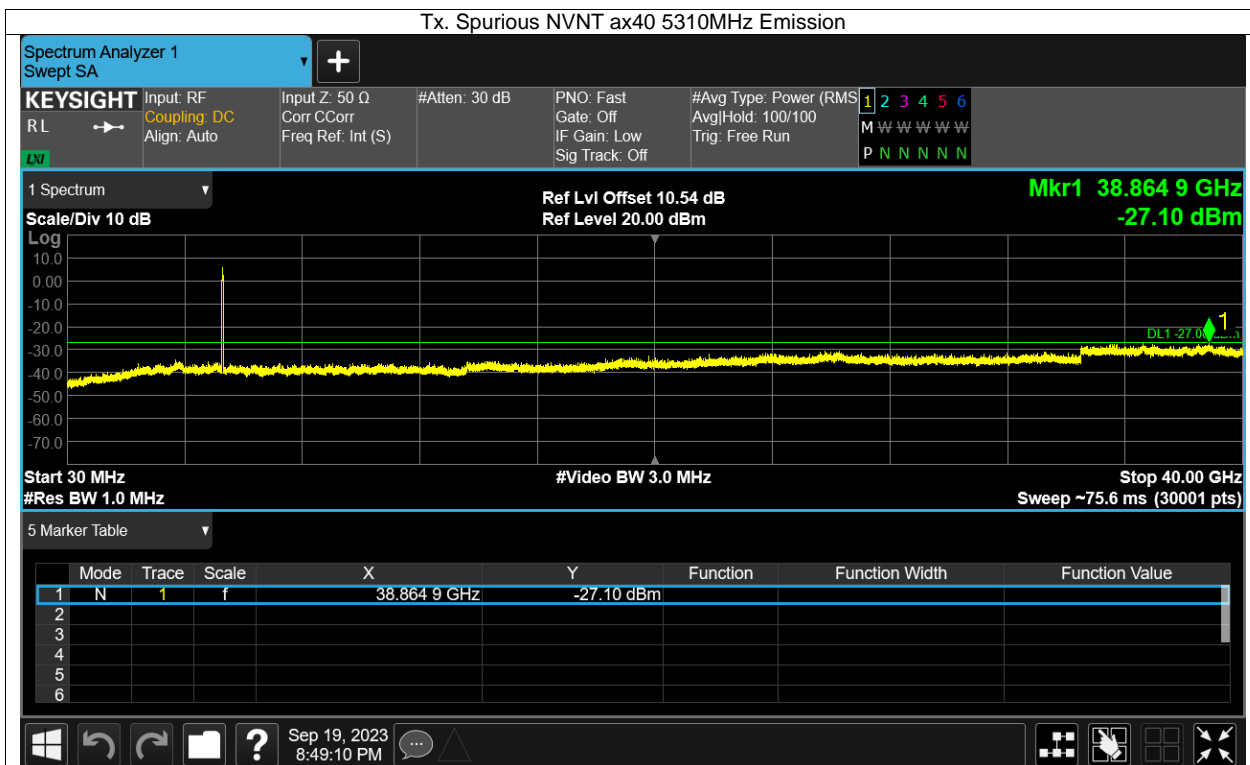 Tx. Spurious NVNT ax40 5310MHz Emission
Spectrum Analyzer 1
Swept SA
KEYSIGHT
RL
LXI
Input: RF
Coupling: DC
Align: Auto
Input Z: 50 Ω
Corr CCorr
Freq Ref: Int (S)
#Atten: 30 dB
PNO: Fast
Gate: Off
IF Gain: Low
Sig Track: Off
#Avg Type: Power (RMS
Avg|Hold: 100/100
Trig: Free Run
1 2 3 4 5 6
M W W W W W
P N N N N N
1 Spectrum
Scale/Div 10 dB
Ref Lvl Offset 10.54 dB
Ref Level 20.00 dBm
Mkr1 38.864 9 GHz
-27.10 dBm
Log
10.0
0.00
-10.0
-20.0
-30.0
-40.0
-50.0
-60.0
-70.0
1
DL1 -27.0
Start 30 MHz
#Res BW 1.0 MHz
#Video BW 3.0 MHz
Stop 40.00 GHz
Sweep ~75.6 ms (30001 pts)
5 Marker Table
Mode Trace Scale X Y Function Function Width Function Value
1 N 1 f 38.864 9 GHz -27.10 dBm
2
3
4
5
6
?
Sep 19, 2023
8:49:10 PM